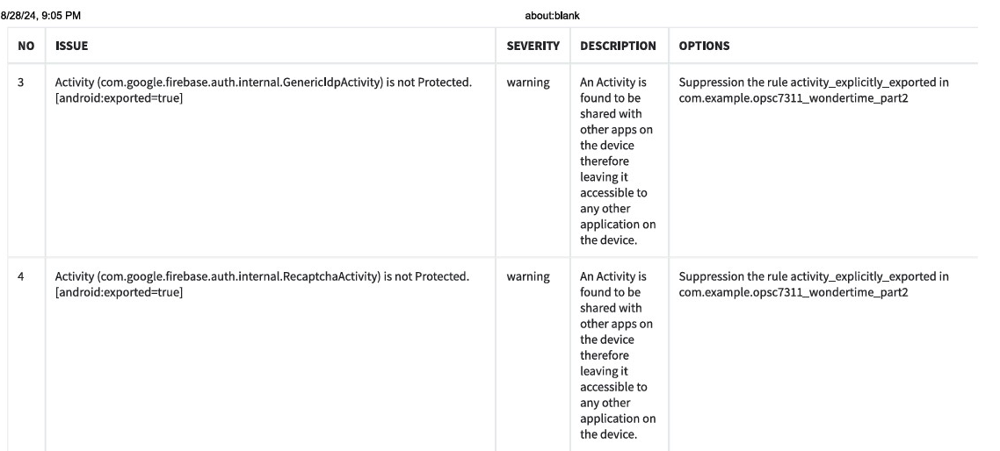 8/28/24, 9:05 PM
about:blank
NO
ISSUE
SEVERITY
DESCRIPTION
OPTIONS
3
Activity (com.google.firebase.auth.internal.GenericIdpActivity) is not Protected.
[android:exported=true]
warning
An Activity is
found to be
shared with
other apps on
the device
therefore
leaving it
accessible to
any other
application on
the device.
Suppression the rule activity_explicitly_exported in
com.example.opsc7311_wondertime_part2
4
Activity (com.google.firebase.auth.internal.RecaptchaActivity) is not Protected.
[android:exported=true]
warning
An Activity is
found to be
shared with
other apps on
the device
therefore
leaving it
accessible to
any other
application on
the device.
Suppression the rule activity_explicitly_exported in
com.example.opsc7311_wondertime_part2